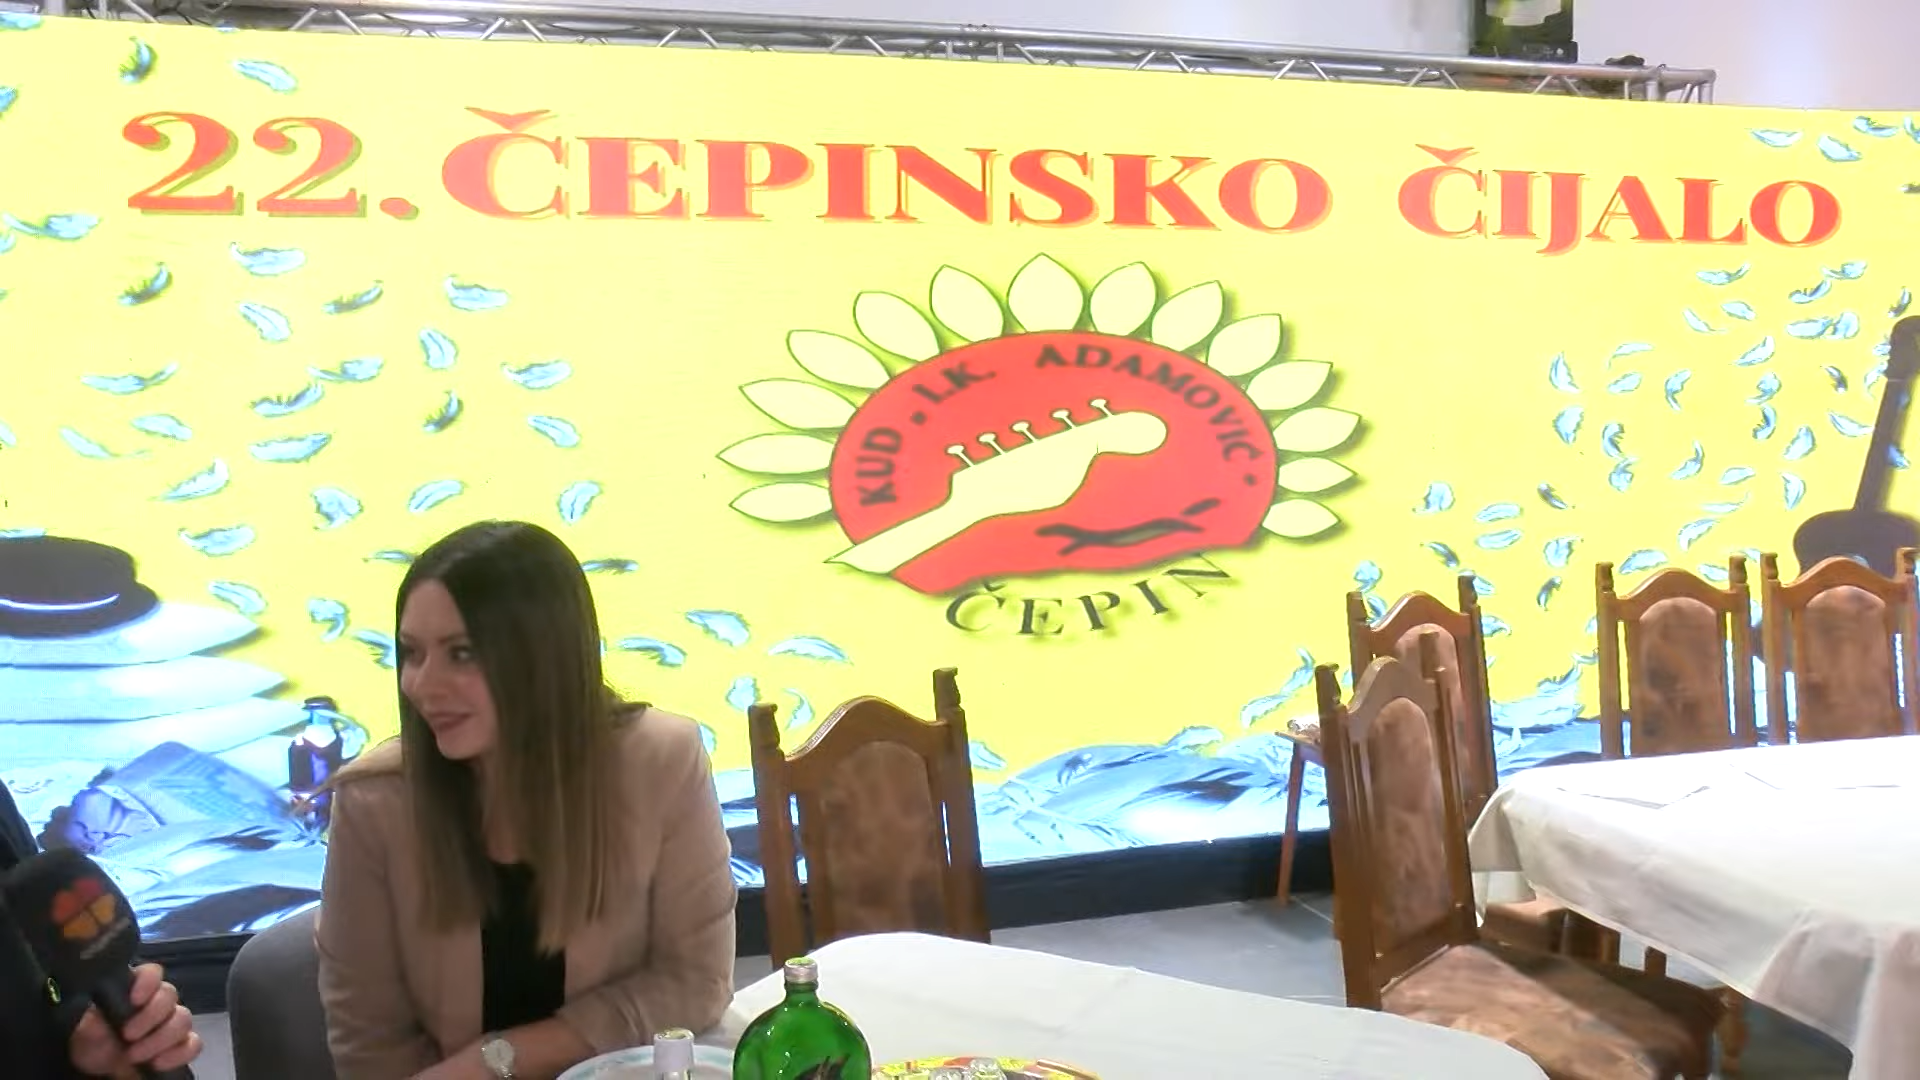 22. ČEPINSKO ČIJALO
KUD • I.K. ADAMOVIĆ •
ČEPIN